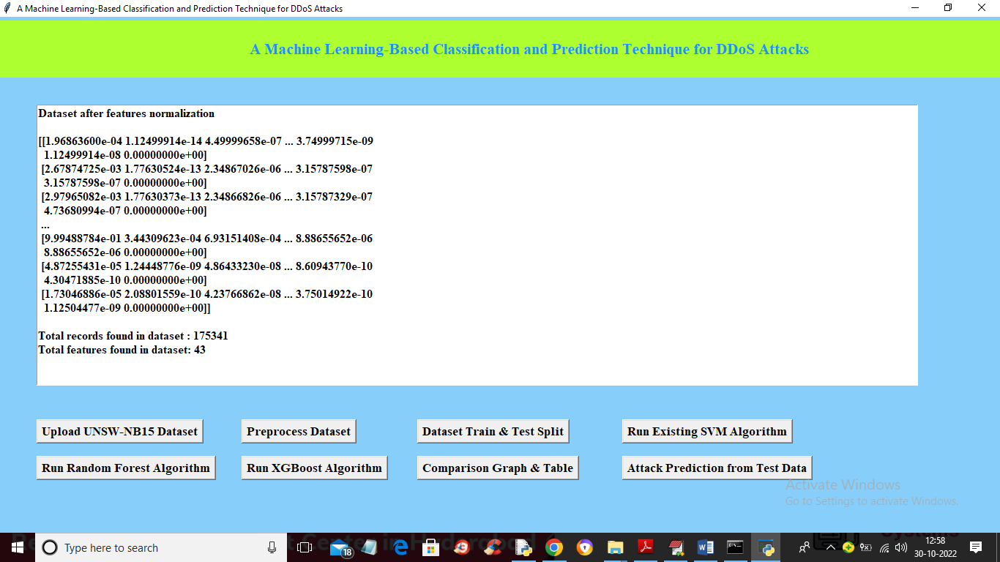 A Machine Learning-Based Classification and Prediction Technique for DDoS Attacks
A Machine Learning-Based Classification and Prediction Technique for DDoS Attacks
Dataset after features normalization
[[1.96863600e-04 1.12499914e-14 4.49999658e-07 ... 3.74999715e-09
1.12499914e-08 0.00000000e+00]
[2.67874725e-03 1.77630524e-13 2.34867026e-06 ... 3.15787598e-07
3.15787598e-07 0.00000000e+00]
[2.97965082e-03 1.77630373e-13 2.34866826e-06 ... 3.15787329e-07
4.73680994e-07 0.00000000e+00]
...
[9.99488784e-01 3.44309623e-04 6.93151408e-04 ... 8.88655652e-06
8.88655652e-06 0.00000000e+00]
[4.87255431e-05 1.24448776e-09 4.86433230e-08 ... 8.60943770e-10
4.30471885e-10 0.00000000e+00]
[1.73046886e-05 2.08801559e-10 4.23766862e-08 ... 3.75014922e-10
1.12504477e-09 0.00000000e+00]]
Total records found in dataset : 175341
Total features found in dataset: 43
Upload UNSW-NB15 Dataset Preprocess Dataset Dataset Train & Test Split Run Existing SVM Algorithm
Run Random Forest Algorithm Run XGBoost Algorithm Comparison Graph & Table Attack Prediction from Test Data
Activate Windows
Go to Settings to activate Windows.
Type here to search
18
12:58
30-10-2022